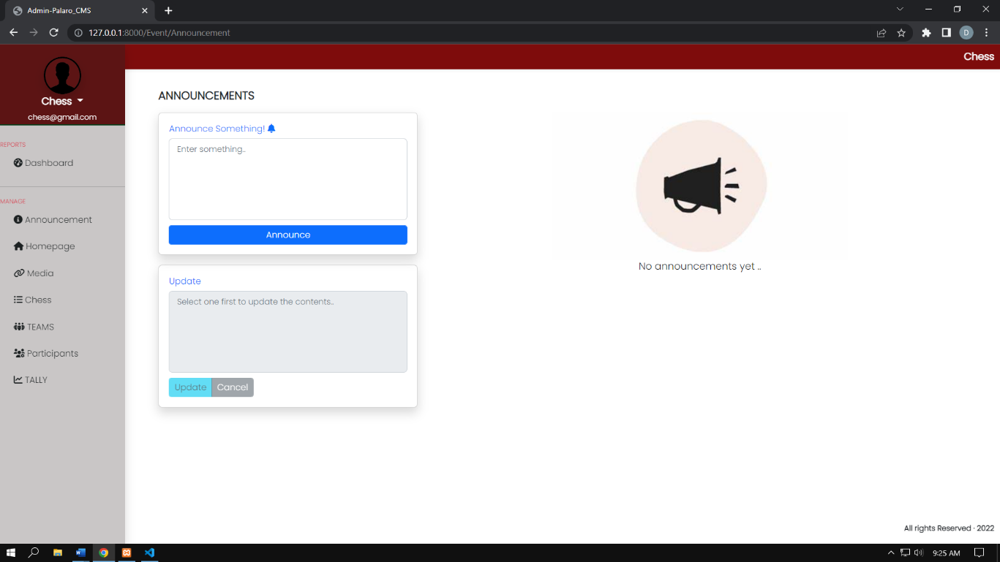 Admin-Palaro_CMS
127.0.0.1:8000/Event/Announcement
D
Chess
Chess
chess@gmail.com
REPORTS
Dashboard
MANAGE
Announcement
Homepage
Media
Chess
TEAMS
Participants
TALLY
ANNOUNCEMENTS
Announce Something!
Enter something..
Announce
Update
Select one first to update the contents..
Update Cancel
No announcements yet ..
All rights Reserved · 2022
9:25 AM